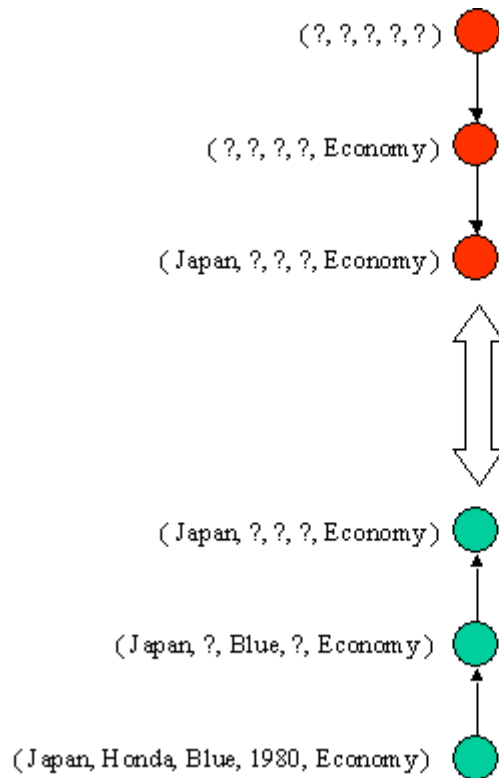 ( ?, ?, ?, ?, ? )
( ?, ?, ?, ?, Economy )
( Japan, ?, ?, ?, Economy )
( Japan, ?, ?, ?, Economy )
( Japan, ?, Blue, ?, Economy )
( Japan, Honda, Blue, 1980, Economy )